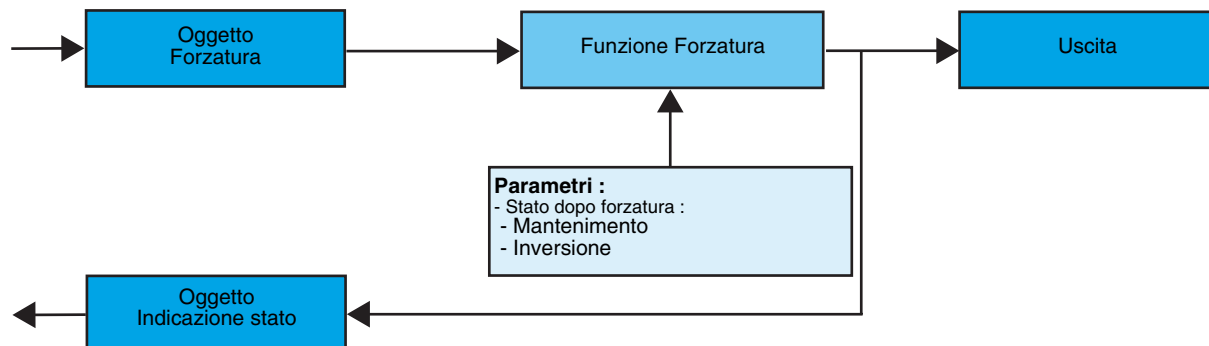 Oggetto
Forzatura
Funzione Forzatura
Uscita
Parametri :
- Stato dopo forzatura :
- Mantenimento
- Inversione
Oggetto
Indicazione stato